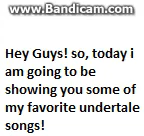 www.Bandicam.com
Hey Guys! so, today i
am going to be
showing you some of
my favorite undertale
songs!